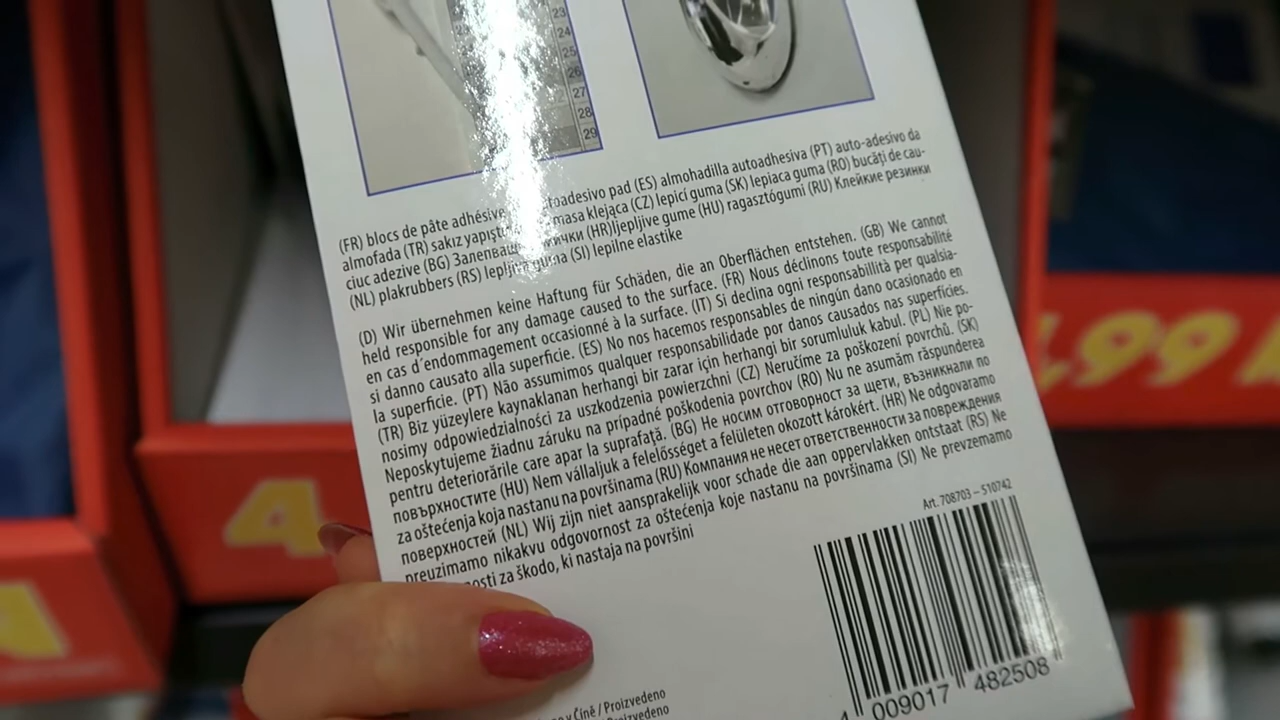 23
24
25
26
27
28
29
(FR) blocs de pâte adhésive toadesivo pad (ES) almohadilla autoadhesiva (PT) auto-adesivo da
almofada (TR) sakız yapıştı masa klejąca (CZ) lepicí guma (SK) lepiaca guma (RO) bucăți de cau-
ciuc adezive (BG) Залепващи (HR)ljepljive gume (HU) ragasztógumi (RU) Клейкие резинки
(NL) plakrubbers (RS) lepljiva guma (SI) lepilne elastike
(D) Wir übernehmen keine Haftung für Schäden, die an Oberflächen entstehen. (GB) We cannot
held responsible for any damage caused to the surface. (FR) Nous déclinons toute responsabilité
en cas d'endommagement occasionné à la surface. (IT) Si declina ogni responsabillità per qualsia-
si danno causato alla superficie. (ES) No nos hacemos responsables de ningún dano ocasionado en
la superficie. (PT) Não assumimos qualquer responsabilidade por danos causados nas superfícies.
(TR) Biz yüzeylere kaynaklanan herhangi bir zarar için herhangi bir sorumluluk kabul. (PL) Nie po-
nosimy odpowiedzialności za uszkodzenia powierzchni (CZ) Neručíme za poškození povrchů. (SK)
Neposkytujeme žiadnu záruku na prípadné poškodenia povrchov (RO) Nu ne asumăm răspunderea
pentru deteriorările care apar la suprafață. (BG) Не носим отговорност за щети, възникнали по
повърхностите (HU) Nem vállaljuk a felelősséget a felületen okozott károkért. (HR) Ne odgovaramo
za oštećenja koja nastanu na površinama (RU) Компания не несет ответственности за повреждения
поверхностей (NL) Wij zijn niet aansprakelijk voor schade die aan oppervlakken ontstaat (RS) Ne
preuzimamo nikakvu odgovornost za oštećenja koje nastanu na površinama (SI) Ne prevzemamo
osti za škodo, ki nastaja na površini
Art. 708703 – 510742
4 009017 482508
v Číně / Proizvedeno
Proizvedeno
4
4,99